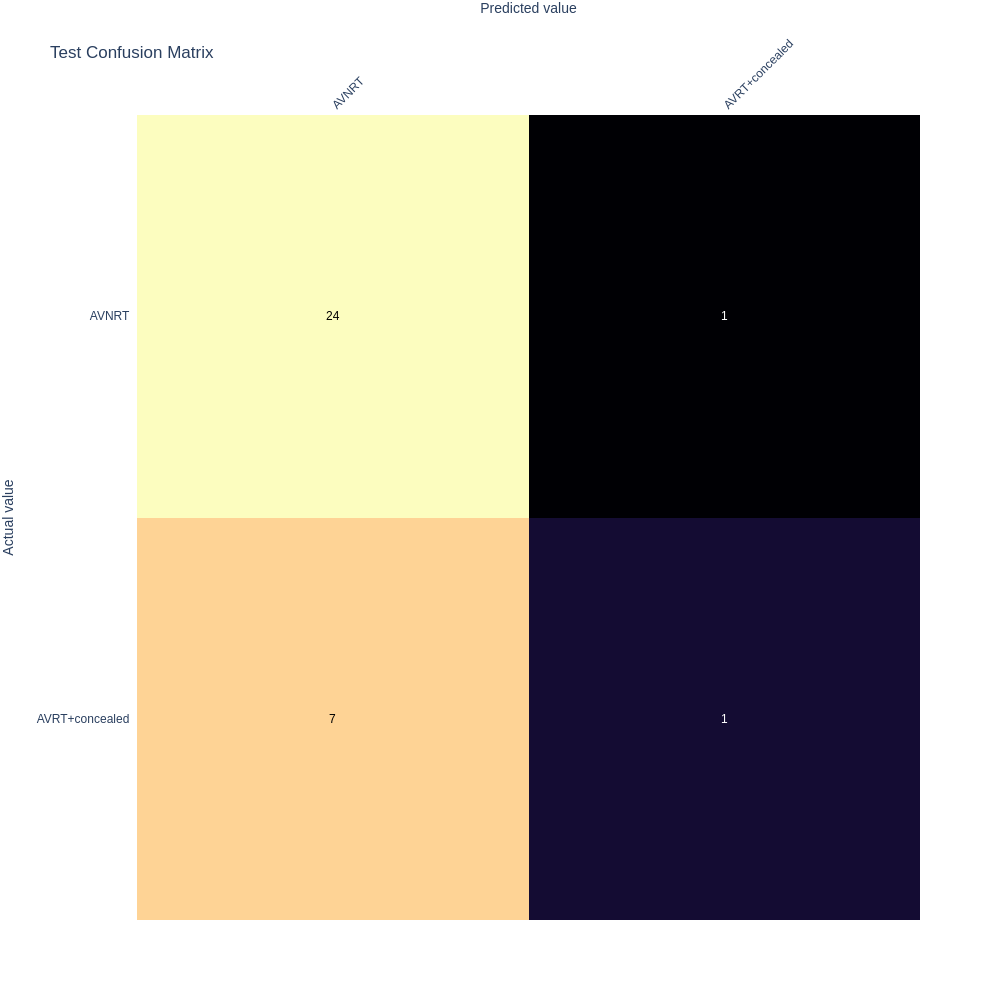 Predicted value
Test Confusion Matrix
AVNRT
AVRT+concealed
AVNRT
24
1
Actual value
AVRT+concealed
7
1